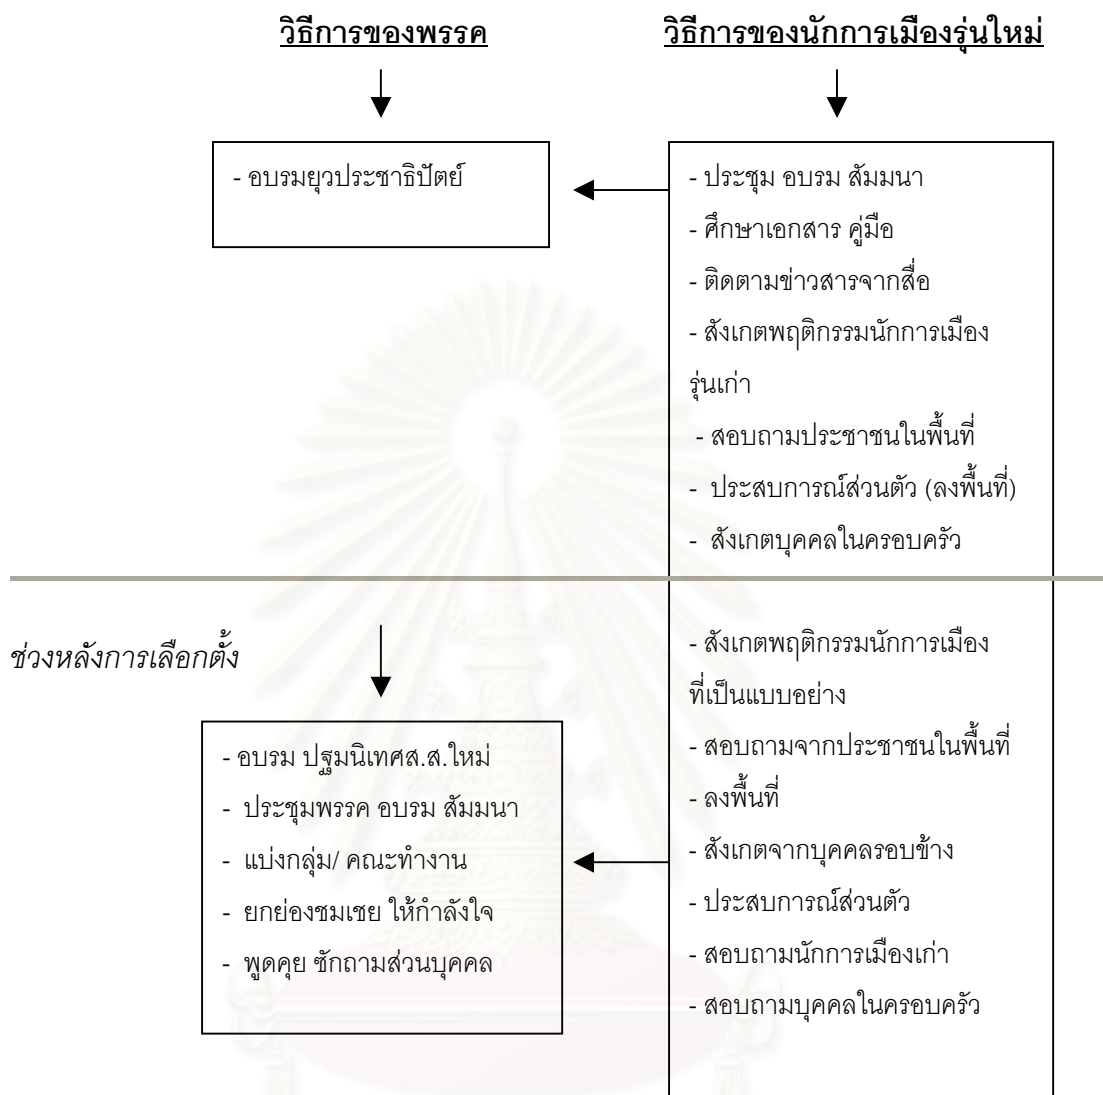 วิธีการของพรรค
วิธีการของนักการเมืองรุ่นใหม่
- อบรมยุวประชาธิปัตย์
- ประชุม อบรม สัมมนา
- ศึกษาเอกสาร คู่มือ
- ติดตามข่าวสารจากสื่อ
- สังเกตพฤติกรรมนักการเมือง
รุ่นเก่า
- สอบถามประชาชนในพื้นที่
- ประสบการณ์ส่วนตัว (ลงพื้นที่)
- สังเกตบุคคลในครอบครัว
ช่วงหลังการเลือกตั้ง
- อบรม ปฐมนิเทศส.ส.ใหม่
- ประชุมพรรค อบรม สัมมนา
- แบ่งกลุ่ม/ คณะทำงาน
- ยกย่องชมเชย ให้กำลังใจ
- พูดคุย ซักถามส่วนบุคคล
- สังเกตพฤติกรรมนักการเมือง
ที่เป็นแบบอย่าง
- สอบถามจากประชาชนในพื้นที่
- ลงพื้นที่
- สังเกตจากบุคคลรอบข้าง
- ประสบการณ์ส่วนตัว
- สอบถามนักการเมืองเก่า
- สอบถามบุคคลในครอบครัว